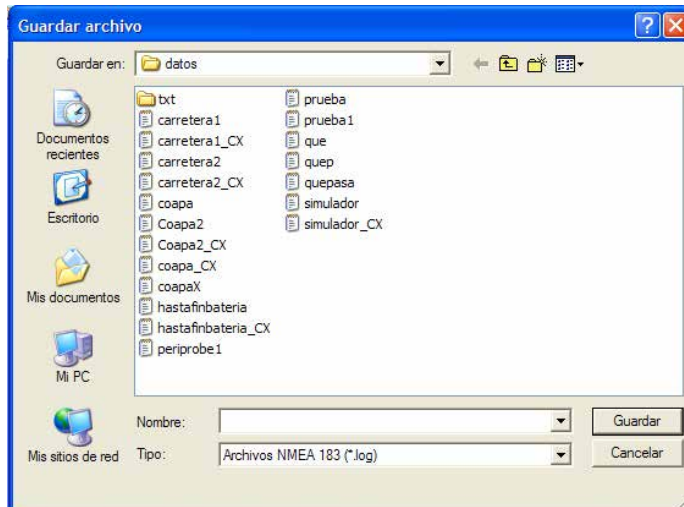 Guardar archivo
Guardar en:
datos
Documentos
recientes
Escritorio
Mis documentos
Mi PC
Mis sitios de red
txt
carretera1
carretera1_CX
carretera2
carretera2_CX
coapa
Coapa2
Coapa2_CX
coapa_CX
coapaX
hastafinbateria
hastafinbateria_CX
periprobe1
prueba
prueba1
que
quep
quepasa
simulador
simulador_CX
Nombre:
Guardar
Tipo:
Archivos NMEA 183 (*.log)
Cancelar